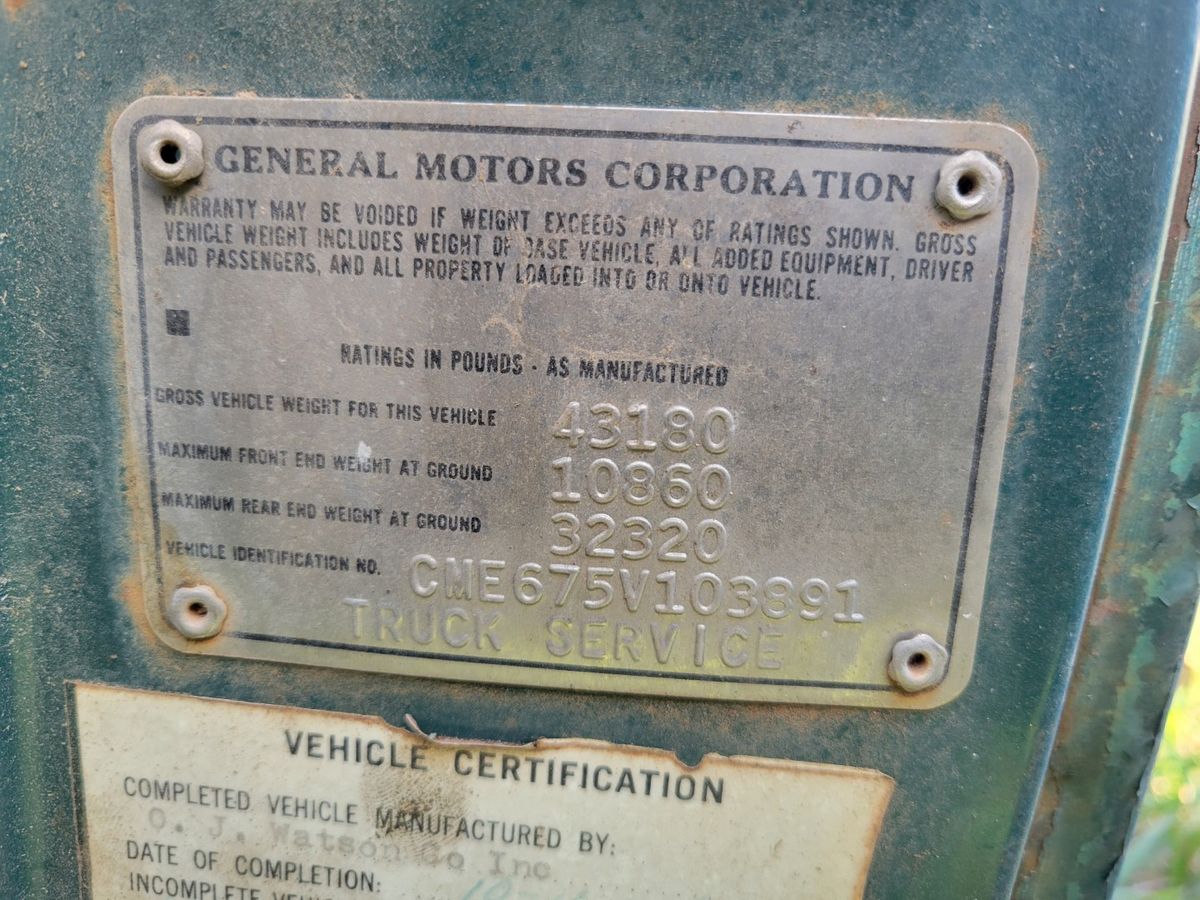 GENERAL MOTORS CORPORATION
WARRANTY MAY BE VOIDED IF WEIGHT EXCEEDS ANY OF RATINGS SHOWN. GROSS
VEHICLE WEIGHT INCLUDES WEIGHT OF BASE VEHICLE, ALL ADDED EQUIPMENT, DRIVER
AND PASSENGERS, AND ALL PROPERTY LOADED INTO OR ONTO VEHICLE.
RATINGS IN POUNDS - AS MANUFACTURED
GROSS VEHICLE WEIGHT FOR THIS VEHICLE 43180
MAXIMUM FRONT END WEIGHT AT GROUND 10860
MAXIMUM REAR END WEIGHT AT GROUND 32320
VEHICLE IDENTIFICATION NO. CME675V103891
TRUCK SERVICE
VEHICLE CERTIFICATION
COMPLETED VEHICLE MANUFACTURED BY:
O. J. Watson Co Inc
DATE OF COMPLETION:
INCOMPLETE